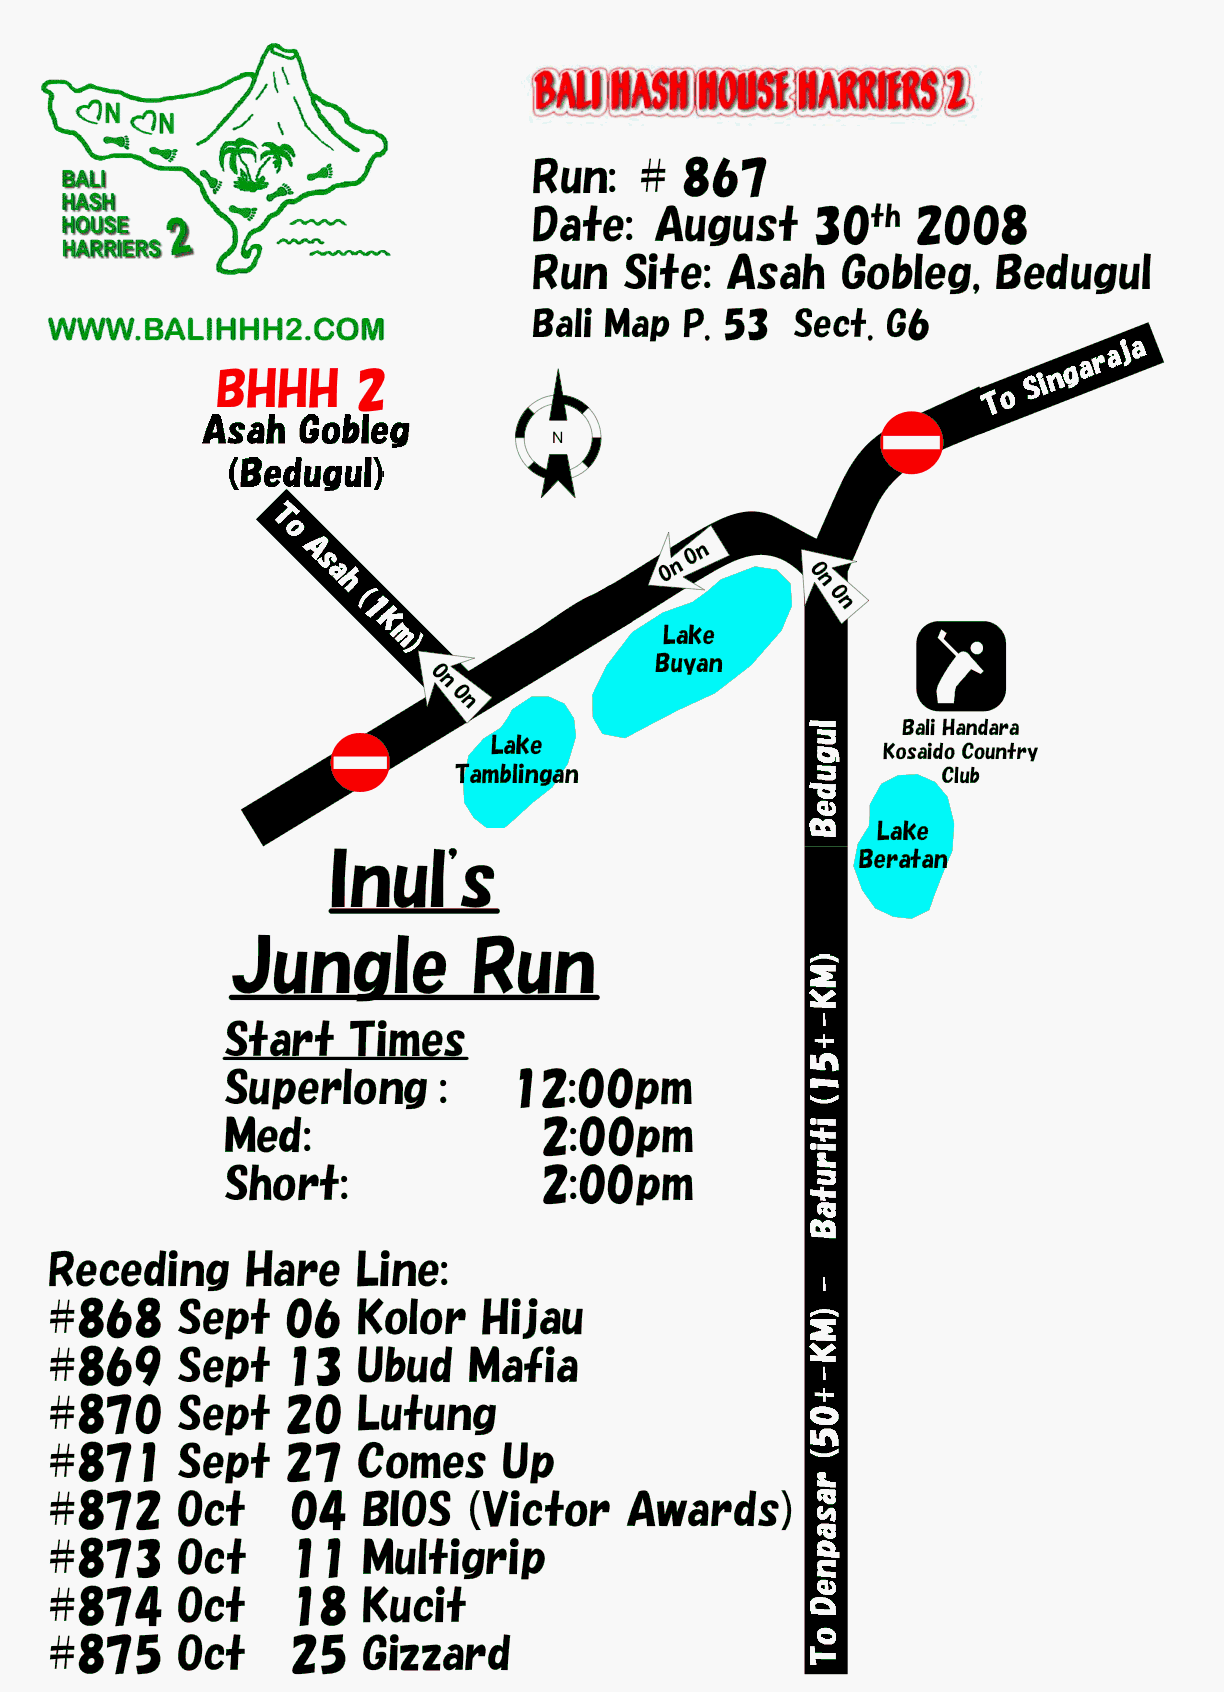 ON ON
BALI
HASH
HOUSE
HARRIERS 2
WWW.BALIHHH2.COM
BALI HASH HOUSE HARRIERS 2
Run: # 867
Date: August 30th 2008
Run Site: Asah Gobleg, Bedugul
Bali Map P. 53 Sect. G6
BHHH 2
Asah Gobleg
(Bedugul)
N
To Singaraja
To Asah (1Km)
On On
On On
On On
Lake
Buyan
Lake
Tamblingan
Bali Handara
Kosaido Country
Club
Lake
Beratan
To Denpasar (50+-KM) - Baturiti (15+-KM) Bedugul
Inul's
Jungle Run
Start Times
Superlong : 12:00pm
Med: 2:00pm
Short: 2:00pm
Receding Hare Line:
#868 Sept 06 Kolor Hijau
#869 Sept 13 Ubud Mafia
#870 Sept 20 Lutung
#871 Sept 27 Comes Up
#872 Oct 04 BIOS (Victor Awards)
#873 Oct 11 Multigrip
#874 Oct 18 Kucit
#875 Oct 25 Gizzard